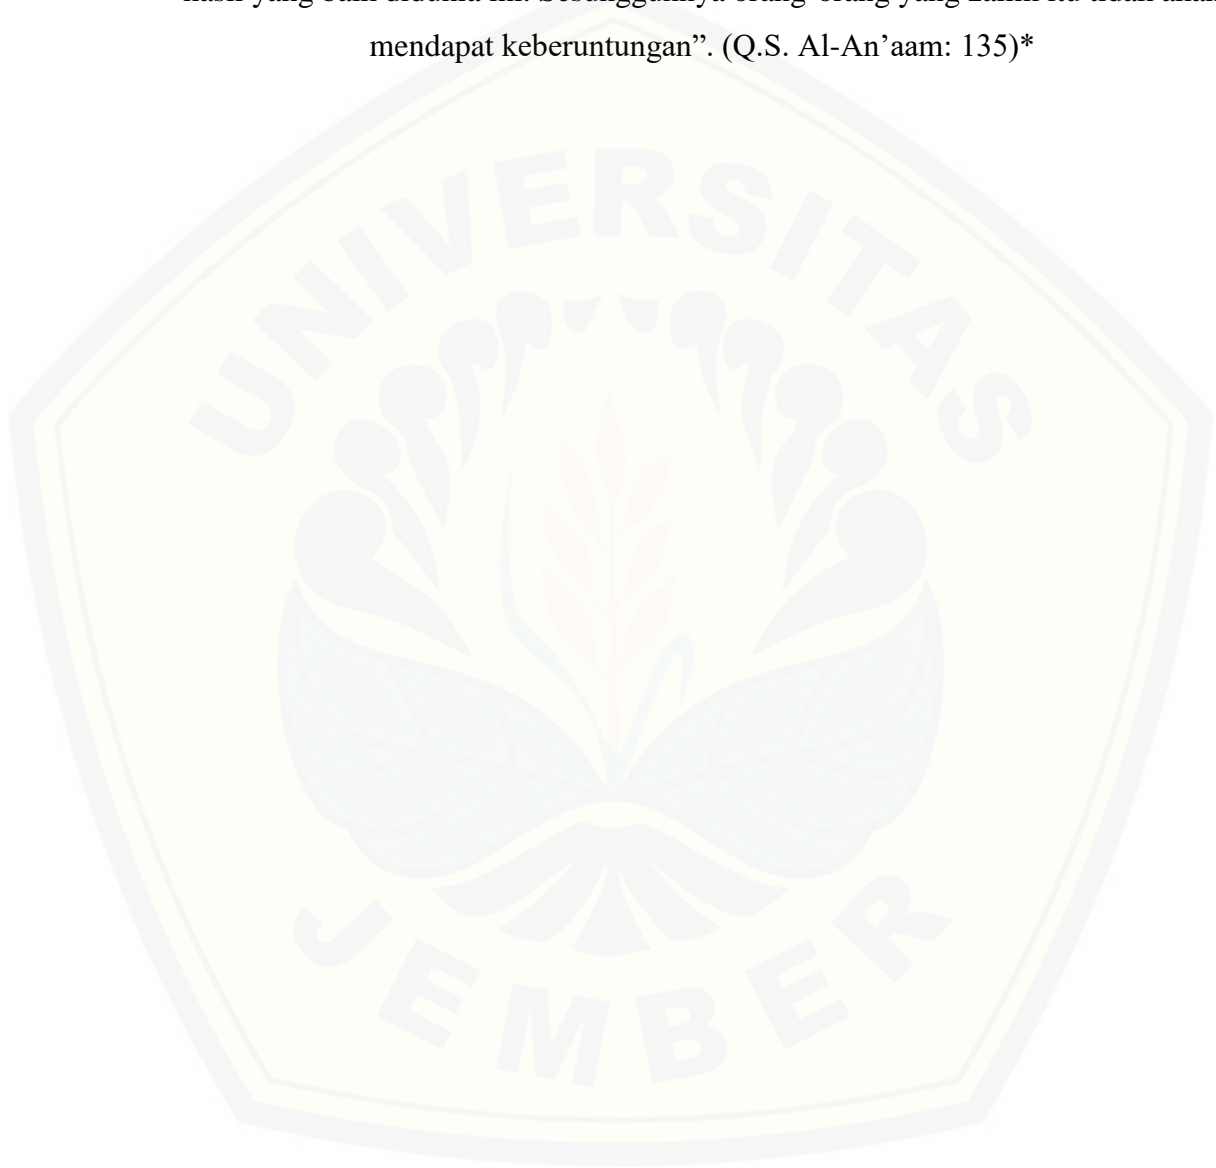 hasil yang baik didunia ini. Sesungguhnya orang-orang yang zalim itu tidak akan
mendapat keberuntungan”. (Q.S. Al-An’aam: 135)*
UNIVERSITAS
JEMBER